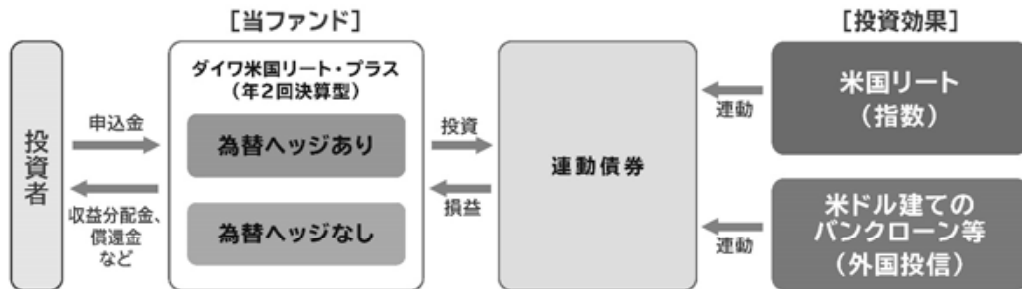 [当ファンド]
[投資効果]
投資者
申込金
収益分配金、
償還金
など
ダイワ米国リート・プラス
(年2回決算型)
為替ヘッジあり
為替ヘッジなし
投資
損益
連動債券
連動
米国リート
(指数)
連動
米ドル建ての
バンクローン等
(外国投信)